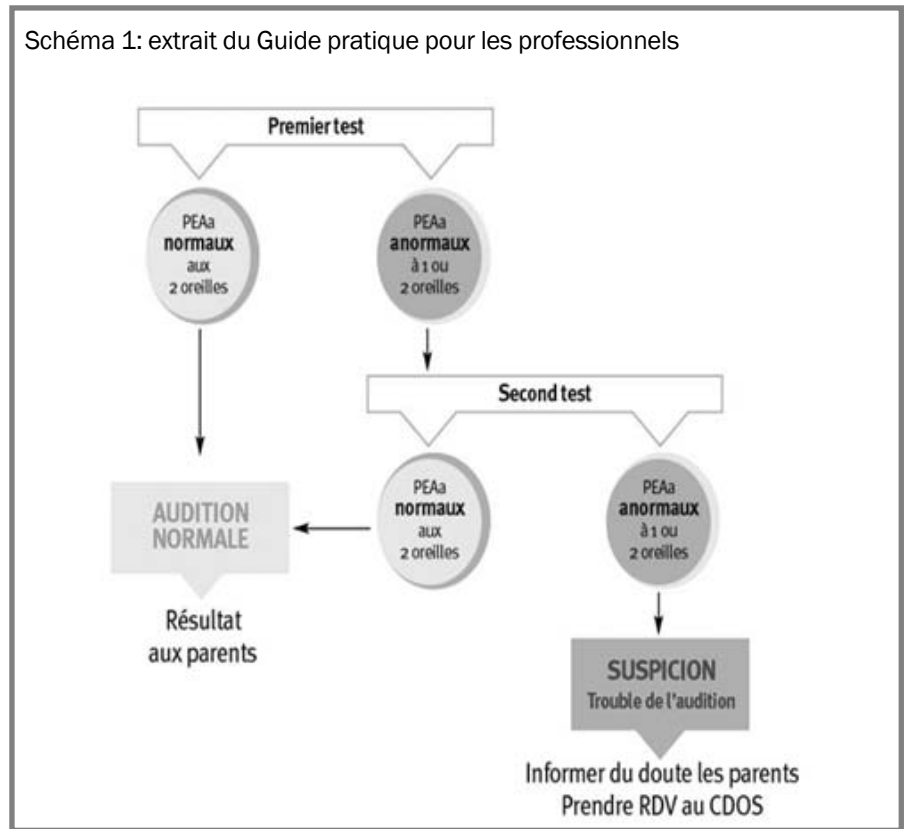 Schéma 1: extrait du Guide pratique pour les professionnels
Premier test
PEAa
normaux
aux
2 oreilles
PEAa
anormaux
à 1 ou
2 oreilles
Second test
PEAa
normaux
aux
2 oreilles
PEAa
anormaux
à 1 ou
2 oreilles
AUDITION
NORMALE
Résultat
aux parents
SUSPICION
Trouble de l'audition
Informer du doute les parents
Prendre RDV au CDOS